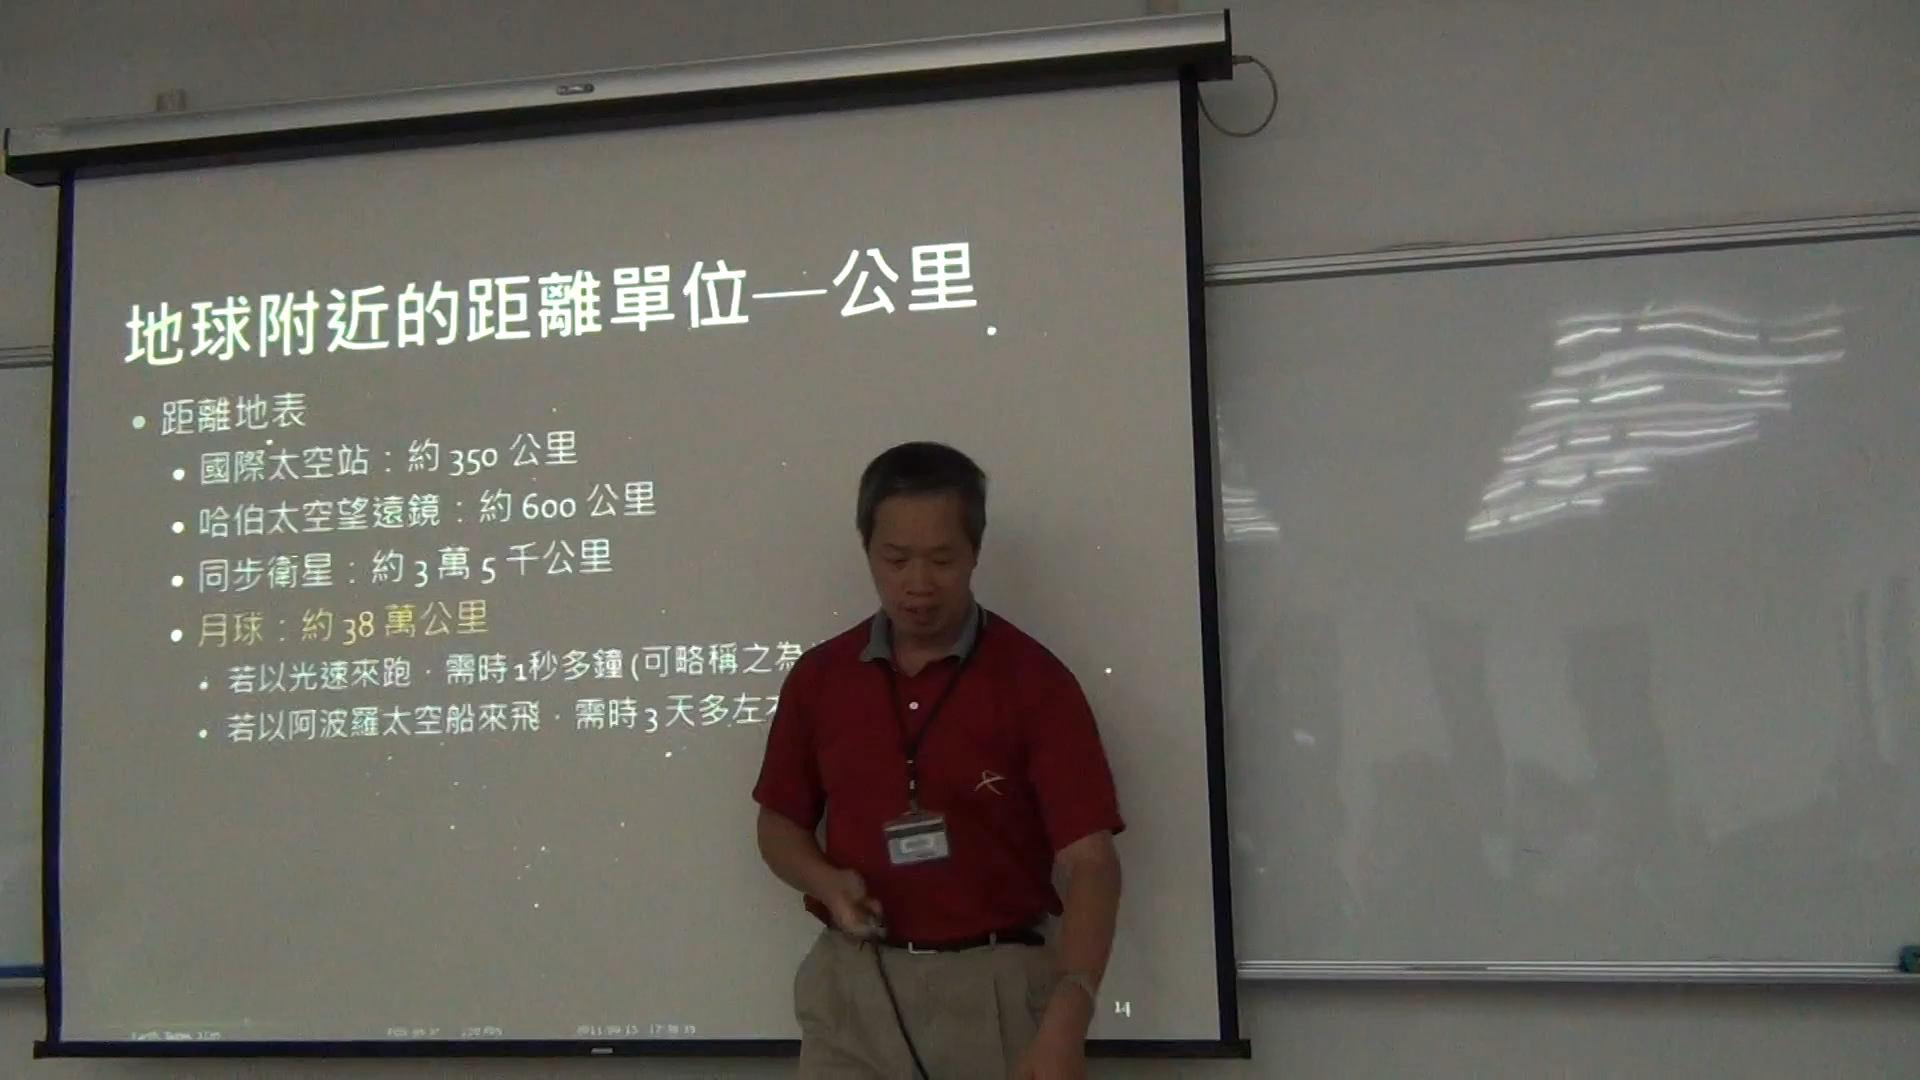 地球附近的距離單位—公里
• 距離地表
• 國際太空站：約 350 公里
• 哈伯太空望遠鏡：約 600 公里
• 同步衛星：約 3 萬 5 千公里
• 月球：約 38 萬公里
• 若以光速來跑，需時 1秒多鐘 (可略稱之為
• 若以阿波羅太空船來飛，需時 3 天多左
14